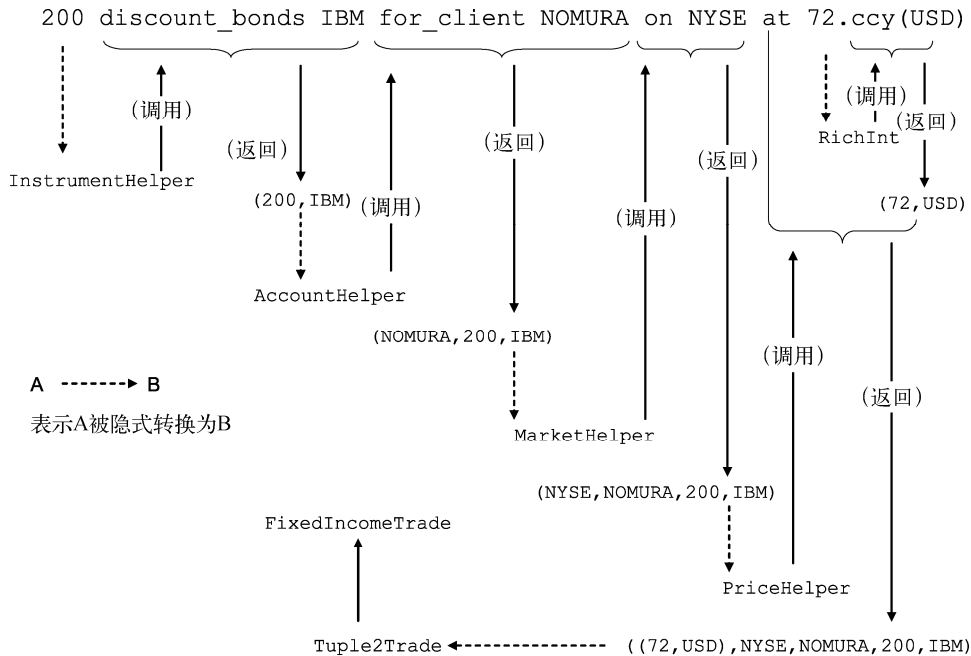 200 discount_bonds IBM for_client NOMURA on NYSE at 72.ccy(USD)
(调用)
(调用)
RichInt
(返回)
(返回)
(返回)
(返回)
InstrumentHelper
(200,IBM)
(调用)
(调用)
(72,USD)
AccountHelper
(NOMURA,200,IBM)
(调用)
A
B
(返回)
表示A被隐式转换为B
MarketHelper
(NYSE,NOMURA,200,IBM)
FixedIncomeTrade
PriceHelper
Tuple2Trade
((72,USD),NYSE,NOMURA,200,IBM)